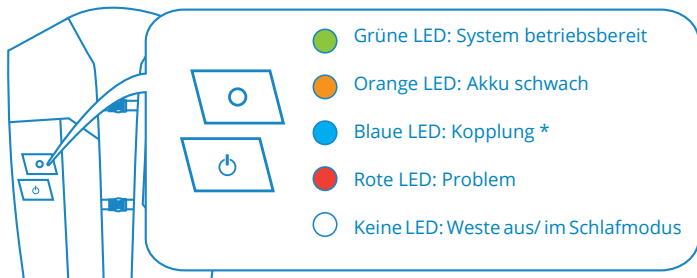 Grüne LED: System betriebsbereit
Orange LED: Akku schwach
Blaue LED: Kopplung *
Rote LED: Problem
Keine LED: Weste aus/ im Schlafmodus